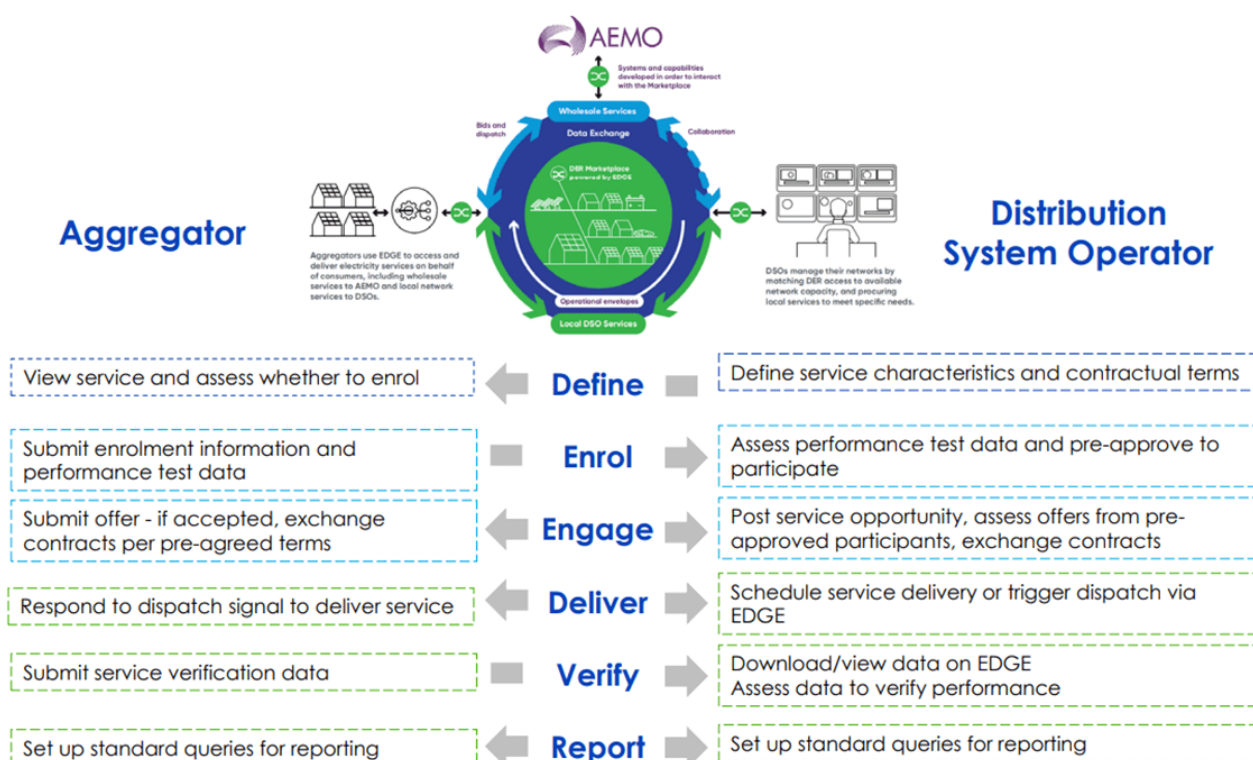 AEMO
Systems and capabilities
developed in order to interact
with the Marketplace
Wholesale Services
Bids and
dispatch
Data Exchange
Collaboration
DER Marketplace
powered by EDOS
Aggregator
Distribution
System Operator
Aggregators use EDGE to access and
deliver electricity services on behalf
of consumers, including wholesale
services to AEMO and local network
services to DSOs.
DSOs manage their networks by
matching DER access to available
network capacity, and procuring
local services to meet specific needs.
Operational envelopes
Local DSO Services
View service and assess whether to enrol
Define
Define service characteristics and contractual terms
Submit enrolment information and
performance test data
Enrol
Assess performance test data and pre-approve to
participate
Submit offer - if accepted, exchange
contracts per pre-agreed terms
Engage
Post service opportunity, assess offers from pre-
approved participants, exchange contracts
Respond to dispatch signal to deliver service
Deliver
Schedule service delivery or trigger dispatch via
EDGE
Submit service verification data
Verify
Download/view data on EDGE
Assess data to verify performance
Set up standard queries for reporting
Report
Set up standard queries for reporting